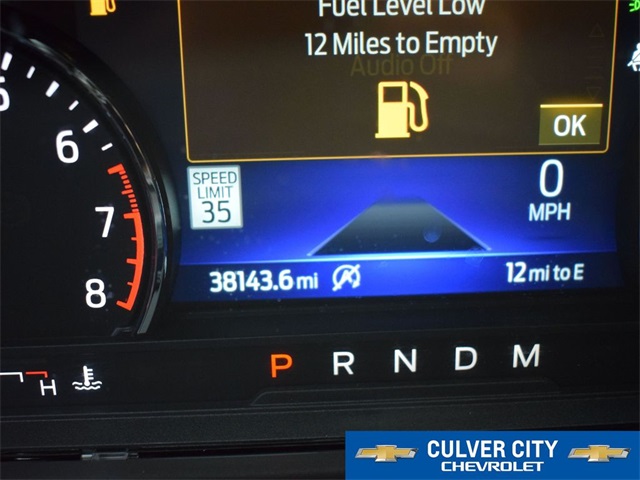 Fuel Level Low
12 Miles to Empty
Audio Off
OK
6
7
8
SPEED
LIMIT
35
0
MPH
38143.6 mi
12 mi to E
H
P R N D M
CULVER CITY
CHEVROLET